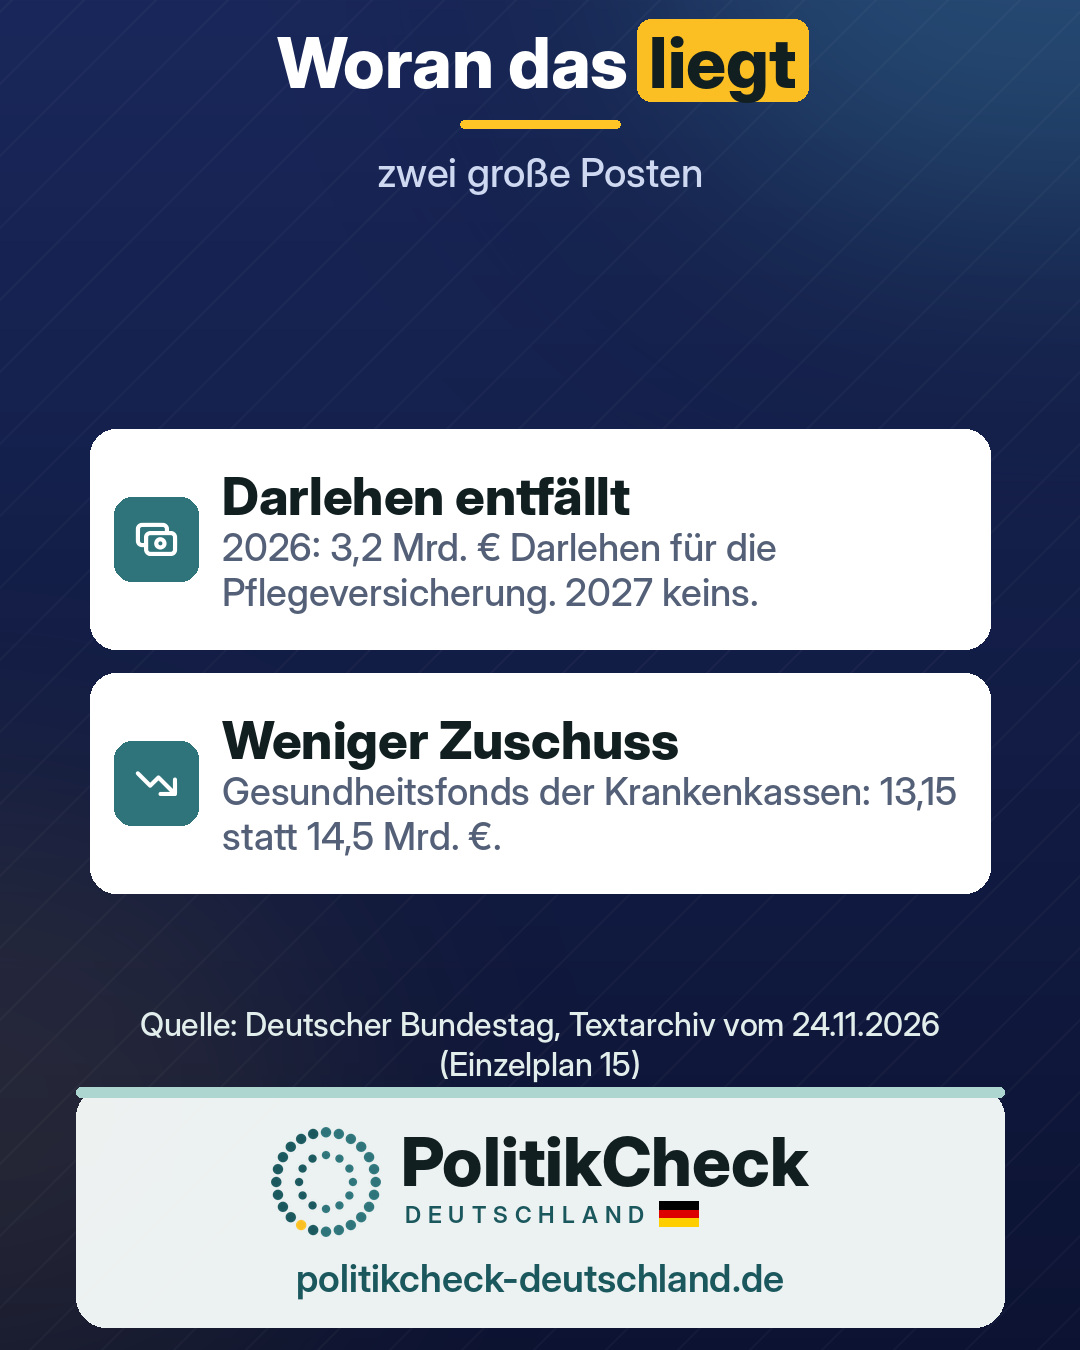 Woran das liegt
zwei große Posten
Darlehen entfällt
2026: 3,2 Mrd. € Darlehen für die
Pflegeversicherung. 2027 keins.
Weniger Zuschuss
Gesundheitsfonds der Krankenkassen: 13,15
statt 14,5 Mrd. €.
Quelle: Deutscher Bundestag, Textarchiv vom 24.11.2026
(Einzelplan 15)
PolitikCheck
DEUTSCHLAND
politikcheck-deutschland.de